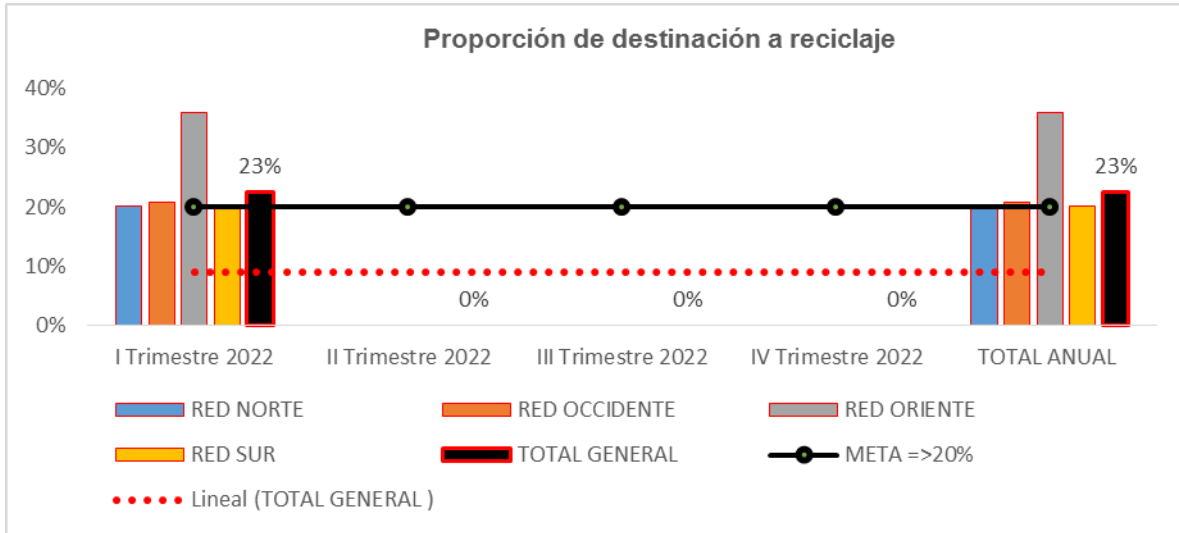 Proporción de destinación a reciclaje
40%
30%
20%
10%
0%
23%
0%
0%
0%
23%
I Trimestre 2022
II Trimestre 2022
III Trimestre 2022
IV Trimestre 2022
TOTAL ANUAL
RED NORTE
RED OCCIDENTE
RED ORIENTE
RED SUR
TOTAL GENERAL
META =>20%
Lineal (TOTAL GENERAL )